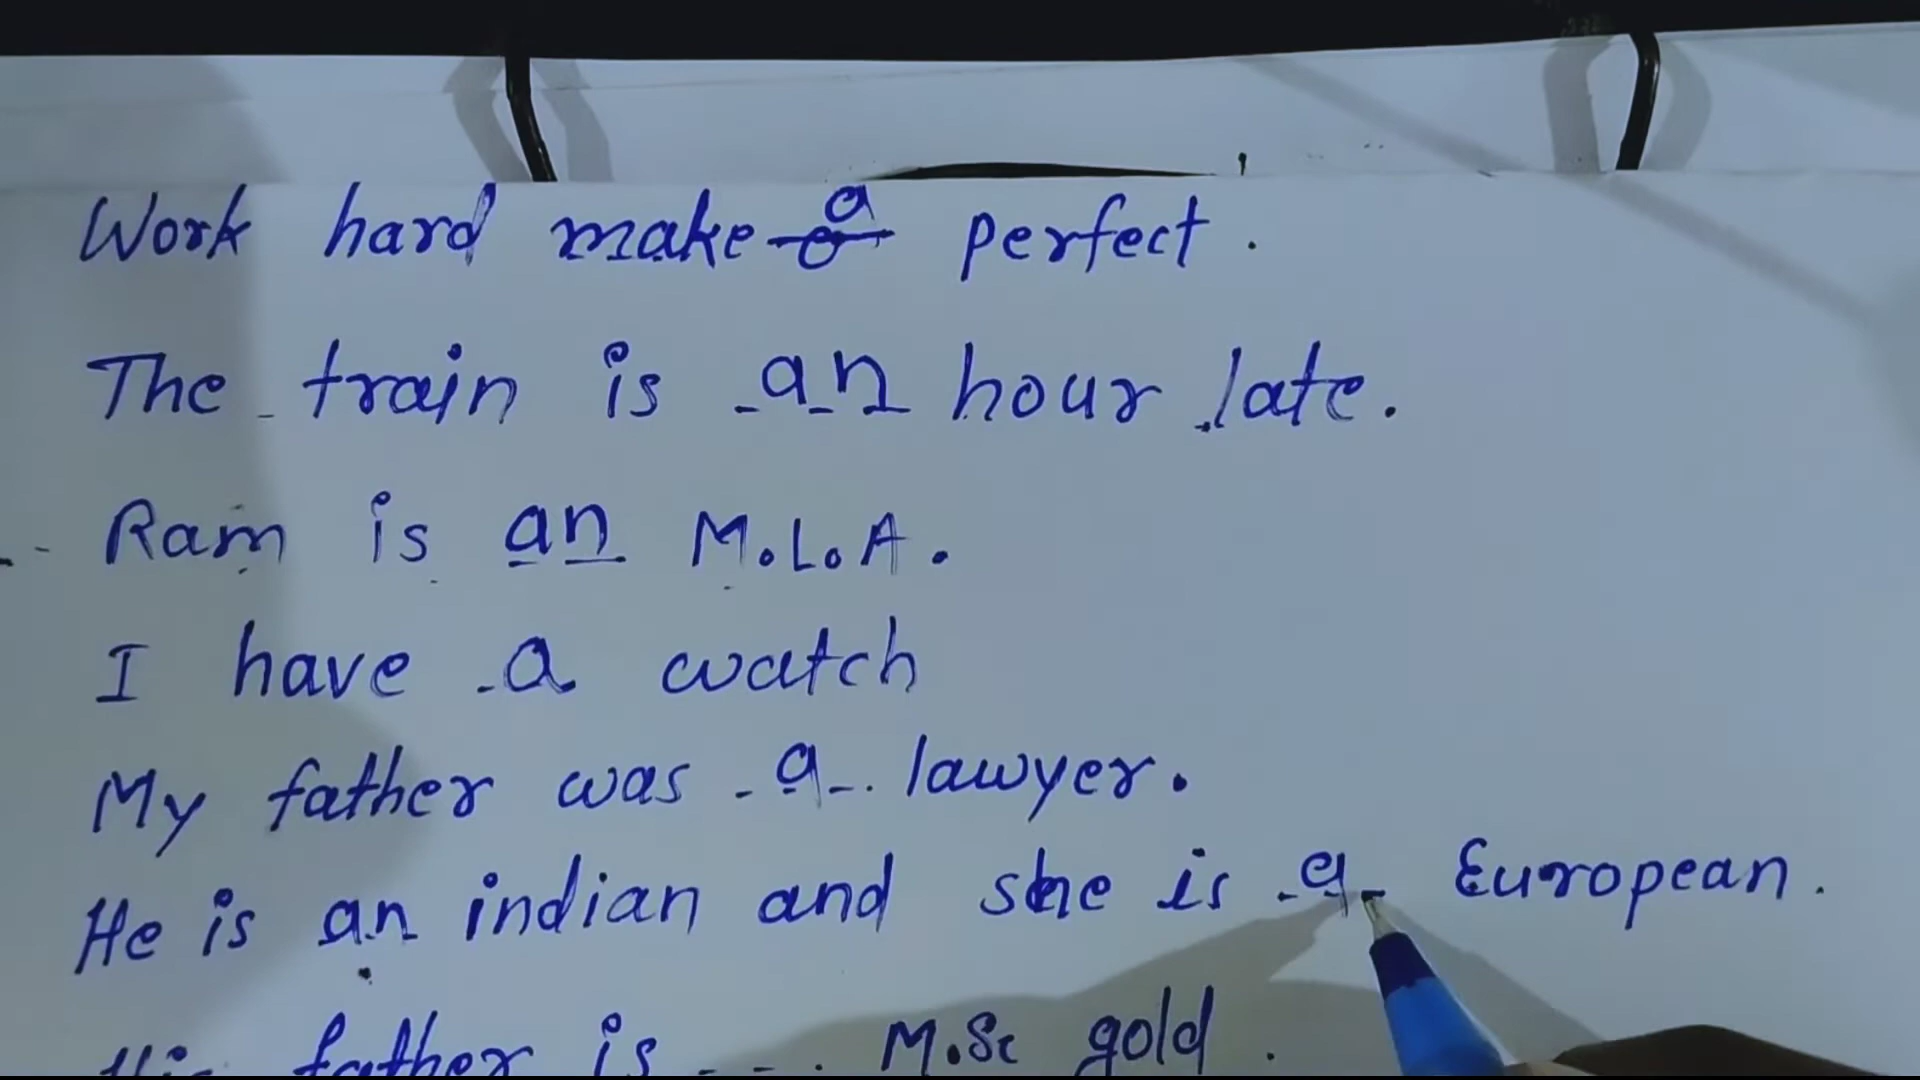 Work hard make a perfect.
The train is an hour late.
Ram is an M.L.A.
I have a watch
My father was a lawyer.
He is an indian and she is a European.
His father is ... M.Sc gold.